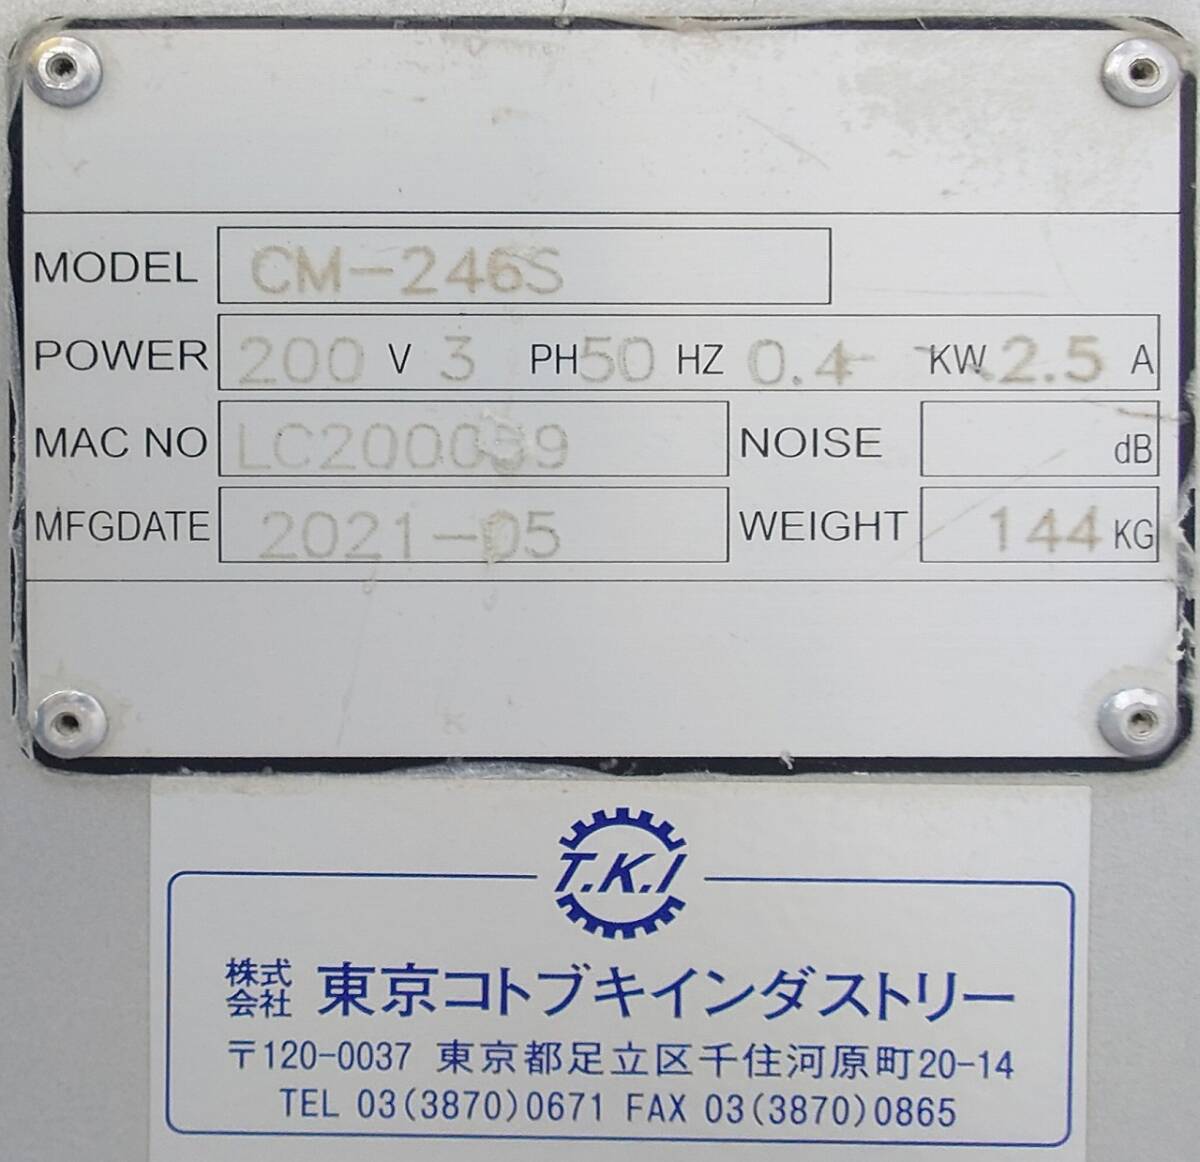 MODEL CM-246S
POWER 200 V 3 PH 50 HZ 0.4 KW 2.5 A
MAC NO LC200039 NOISE dB
MFGDATE 2021-05 WEIGHT 144 KG
T.K.I
株式会社 東京コトブキインダストリー
〒120-0037 東京都足立区千住河原町20-14
TEL 03(3870)0671 FAX 03(3870)0865